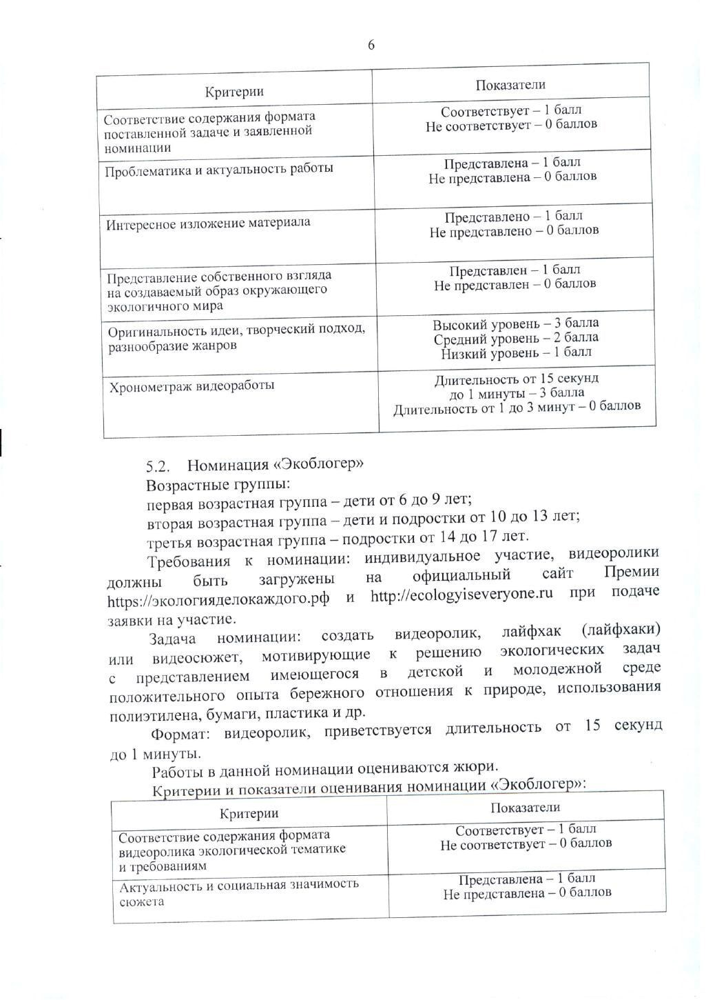 6
Критерии
Показатели
Соответствие содержания формата
поставленной задаче и заявленной
номинации
Соответствует – 1 балл
Не соответствует – 0 баллов
Проблематика и актуальность работы
Представлена – 1 балл
Не представлена – 0 баллов
Интересное изложение материала
Представлено – 1 балл
Не представлено – 0 баллов
Представление собственного взгляда
на создаваемый образ окружающего
экологичного мира
Представлен – 1 балл
Не представлен – 0 баллов
Оригинальность идеи, творческий подход,
разнообразие жанров
Высокий уровень – 3 балла
Средний уровень – 2 балла
Низкий уровень – 1 балл
Хронометраж видеоработы
Длительность от 15 секунд
до 1 минуты – 3 балла
Длительность от 1 до 3 минут – 0 баллов
5.2. Номинация «Экоблогер»
Возрастные группы:
первая возрастная группа – дети от 6 до 9 лет;
вторая возрастная группа – дети и подростки от 10 до 13 лет;
третья возрастная группа – подростки от 14 до 17 лет.
Требования к номинации: индивидуальное участие, видеоролики
должны быть загружены на официальный сайт Премии
https://экологияделокаждого.рф и http://ecologyiseveryone.ru при подаче
заявки на участие.
Задача номинации: создать видеоролик, лайфхак (лайфхаки)
или видеосюжет, мотивирующие к решению экологических задач
с представлением имеющегося в детской и молодежной среде
положительного опыта бережного отношения к природе, использования
полиэтилена, бумаги, пластика и др.
Формат: видеоролик, приветствуется длительность от 15 секунд
до 1 минуты.
Работы в данной номинации оцениваются жюри.
Критерии и показатели оценивания номинации «Экоблогер»:
Критерии
Показатели
Соответствие содержания формата
видеоролика экологической тематике
и требованиям
Соответствует – 1 балл
Не соответствует – 0 баллов
Актуальность и социальная значимость
сюжета
Представлена – 1 балл
Не представлена – 0 баллов